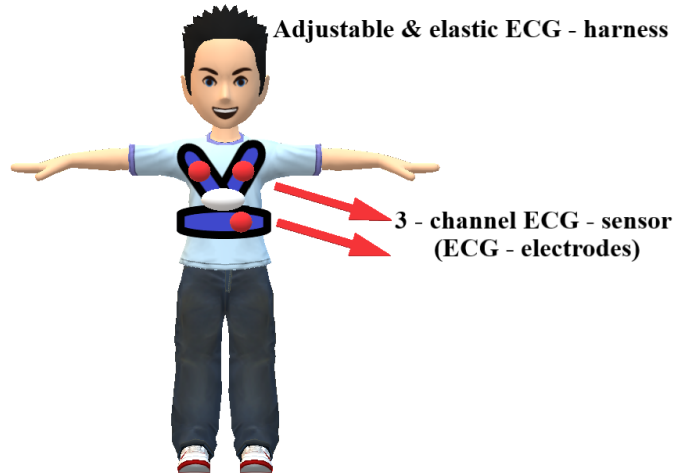 Adjustable & elastic ECG - harness
3 - channel ECG - sensor
(ECG - electrodes)